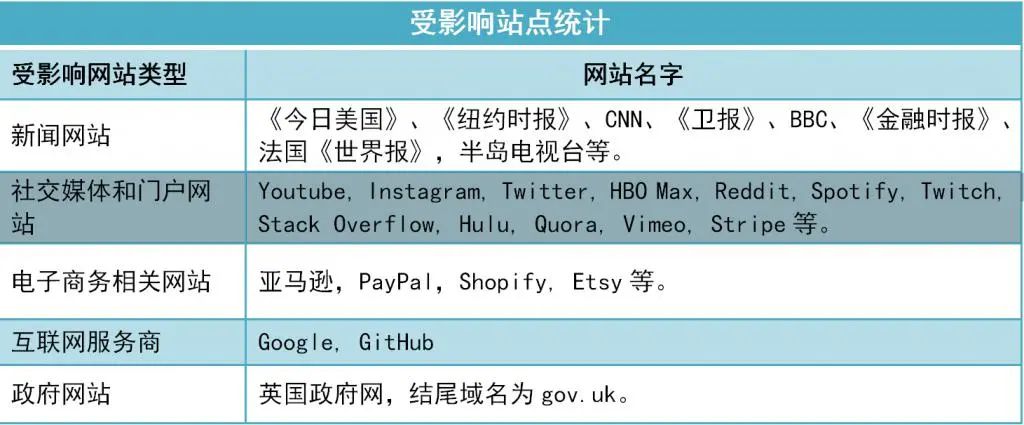 受影响站点统计
受影响网站类型
网站名字
新闻网站
《今日美国》、《纽约时报》、CNN、《卫报》、BBC、《金融时报》、
法国《世界报》，半岛电视台等。
社交媒体和门户网
站
Youtube, Instagram, Twitter, HBO Max, Reddit, Spotify, Twitch,
Stack Overflow, Hulu, Quora, Vimeo, Stripe 等。
电子商务相关网站
亚马逊，PayPal，Shopify, Etsy 等。
互联网服务商
Google, GitHub
政府网站
英国政府网，结尾域名为 gov.uk。